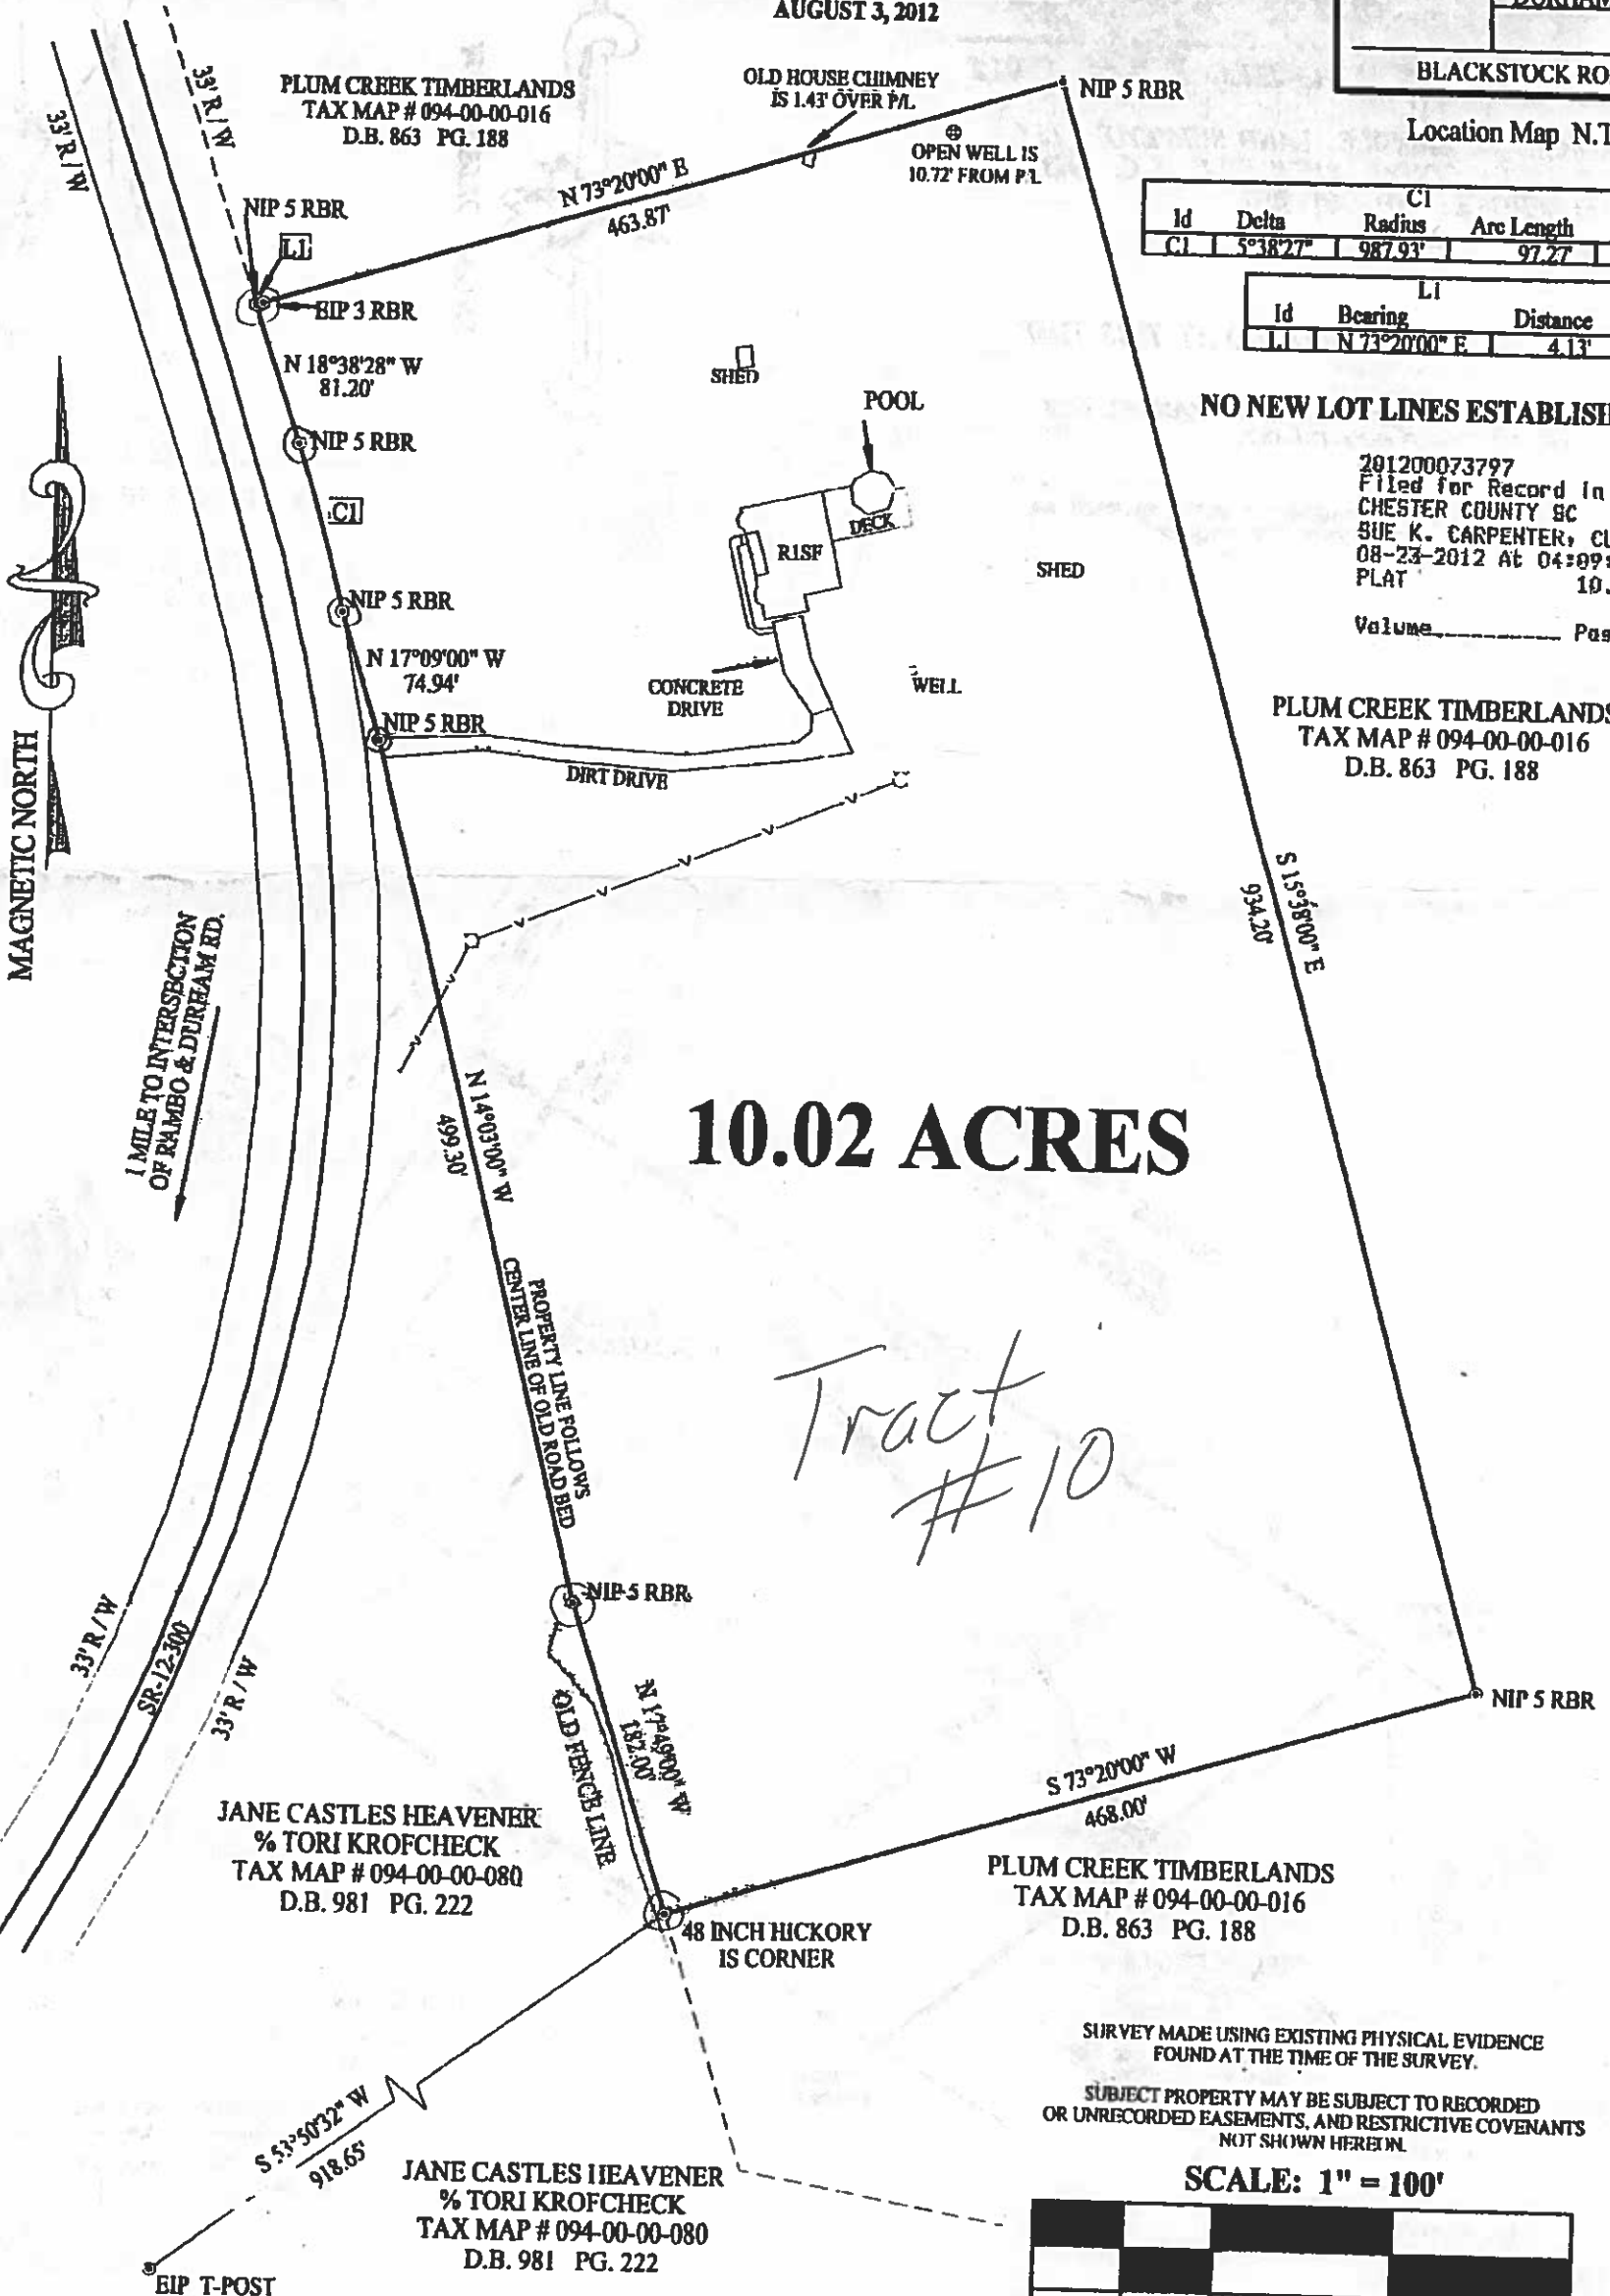 AUGUST 3, 2012
BLACKSTOCK RO
Location Map N.T
33' R/W
33' R/W
PLUM CREEK TIMBERLANDS
TAX MAP # 094-00-00-016
D.B. 863 PG. 188
OLD HOUSE CHIMNEY
IS 1.43' OVER P/L
NIP 5 RBR
OPEN WELL IS
10.72' FROM P/L
N 73°20'00" E
463.87'
C1
Id Delta Radius Arc Length
C1 5°38'27" 987.93' 97.27'
L1
Id Bearing Distance
L1 N 73°20'00" E 4.13'
NIP 5 RBR
L1
EIP 3 RBR
N 18°38'28" W
81.20'
NIP 5 RBR
C1
NIP 5 RBR
N 17°09'00" W
74.94'
NIP 5 RBR
SHED
POOL
DECK
R1SF
SHED
CONCRETE
DRIVE
WELL
DIRT DRIVE
NO NEW LOT LINES ESTABLISH
201200073797
Filed for Record in
CHESTER COUNTY SC
SUE K. CARPENTER, CL
08-23-2012 At 04:09:
PLAT 10.
Volume Pag
PLUM CREEK TIMBERLANDS
TAX MAP # 094-00-00-016
D.B. 863 PG. 188
MAGNETIC NORTH
1 MILE TO INTERSECTION
OF RAMBO & DURHAM RD.
S 15°38'00" E
934.20'
N 14°03'00" W
499.30'
10.02 ACRES
PROPERTY LINE FOLLOWS
CENTER LINE OF OLD ROAD BED
Tract
#10
NIP 5 RBR
33' R/W
SR-12-300
33' R/W
OLD FENCE LINE
N 17°49'00" W
182.00'
NIP 5 RBR
S 73°20'00" W
468.00'
JANE CASTLES HEAVENER
% TORI KROFCHECK
TAX MAP # 094-00-00-080
D.B. 981 PG. 222
48 INCH HICKORY
IS CORNER
PLUM CREEK TIMBERLANDS
TAX MAP # 094-00-00-016
D.B. 863 PG. 188
SURVEY MADE USING EXISTING PHYSICAL EVIDENCE
FOUND AT THE TIME OF THE SURVEY.
SUBJECT PROPERTY MAY BE SUBJECT TO RECORDED
OR UNRECORDED EASEMENTS, AND RESTRICTIVE COVENANTS
NOT SHOWN HEREON.
S 53°50'32" W
918.65'
JANE CASTLES HEAVENER
% TORI KROFCHECK
TAX MAP # 094-00-00-080
D.B. 981 PG. 222
EIP T-POST
SCALE: 1" = 100'